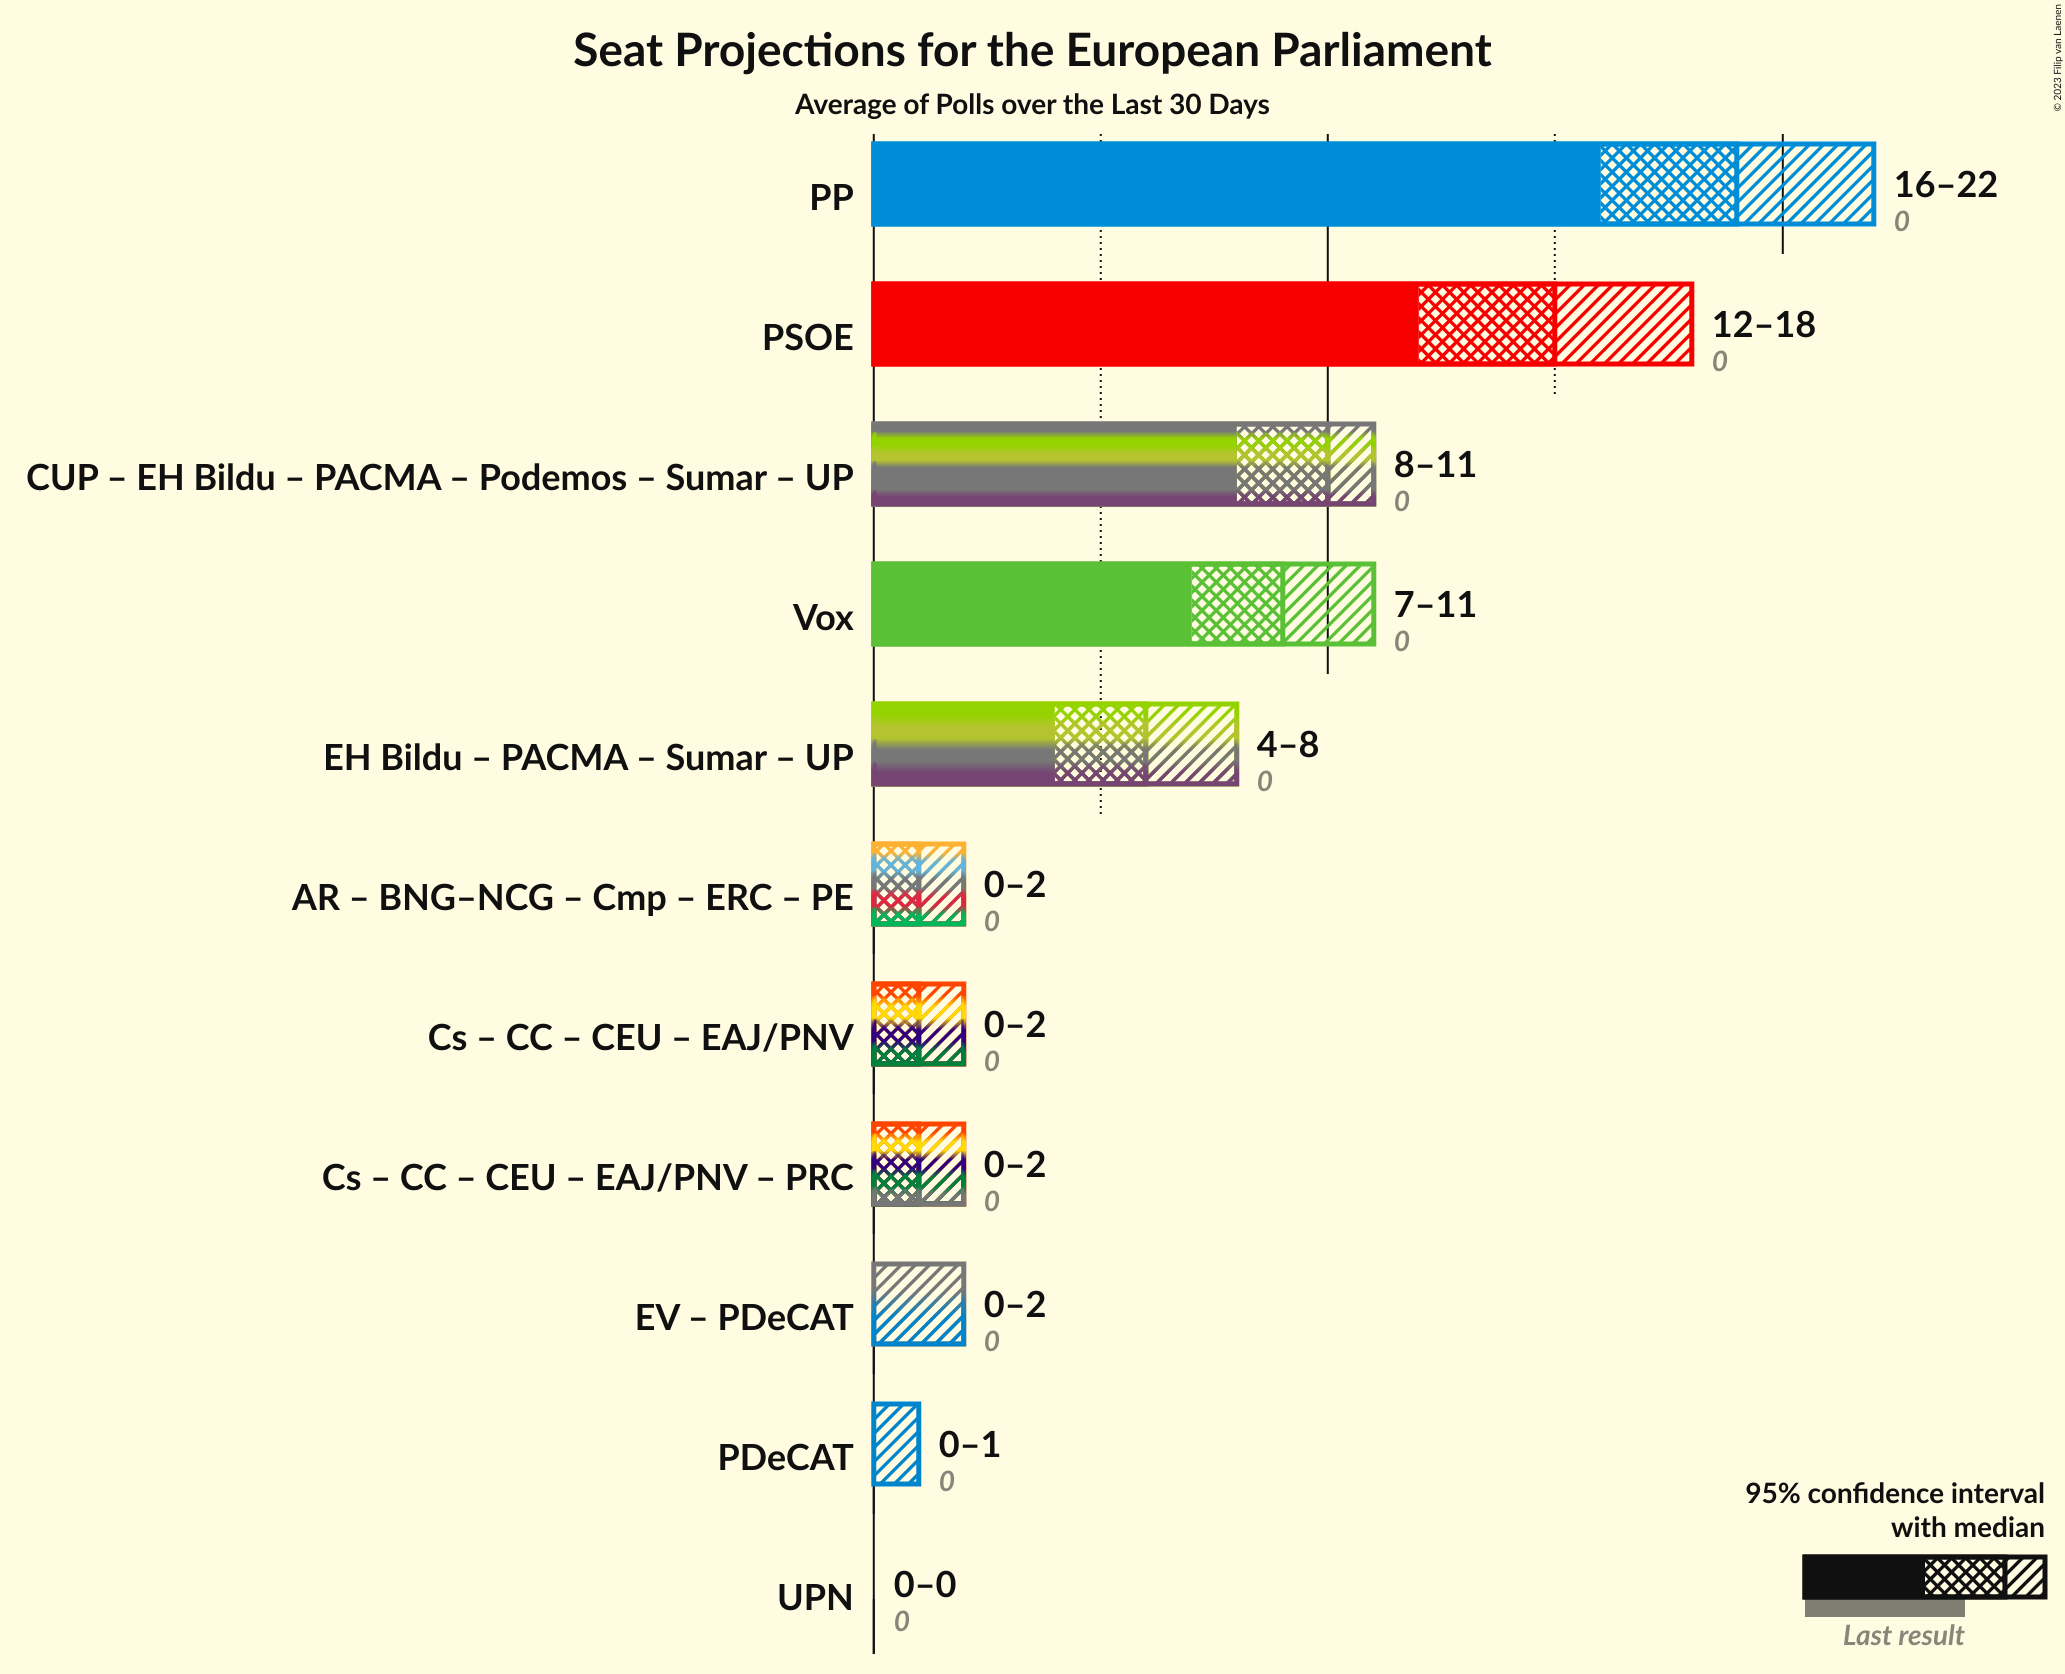 Seat Projections for the European Parliament
Average of Polls over the Last 30 Days
© 2023 Filip van Laenen
PP
16–22
0
PSOE
12–18
0
CUP – EH Bildu – PACMA – Podemos – Sumar – UP
8–11
0
Vox
7–11
0
EH Bildu – PACMA – Sumar – UP
4–8
0
AR – BNG–NCG – Cmp – ERC – PE
0–2
0
Cs – CC – CEU – EAJ/PNV
0–2
0
Cs – CC – CEU – EAJ/PNV – PRC
0–2
0
EV – PDeCAT
0–2
0
PDeCAT
0–1
0
UPN
0–0
0
95% confidence interval
with median
Last result